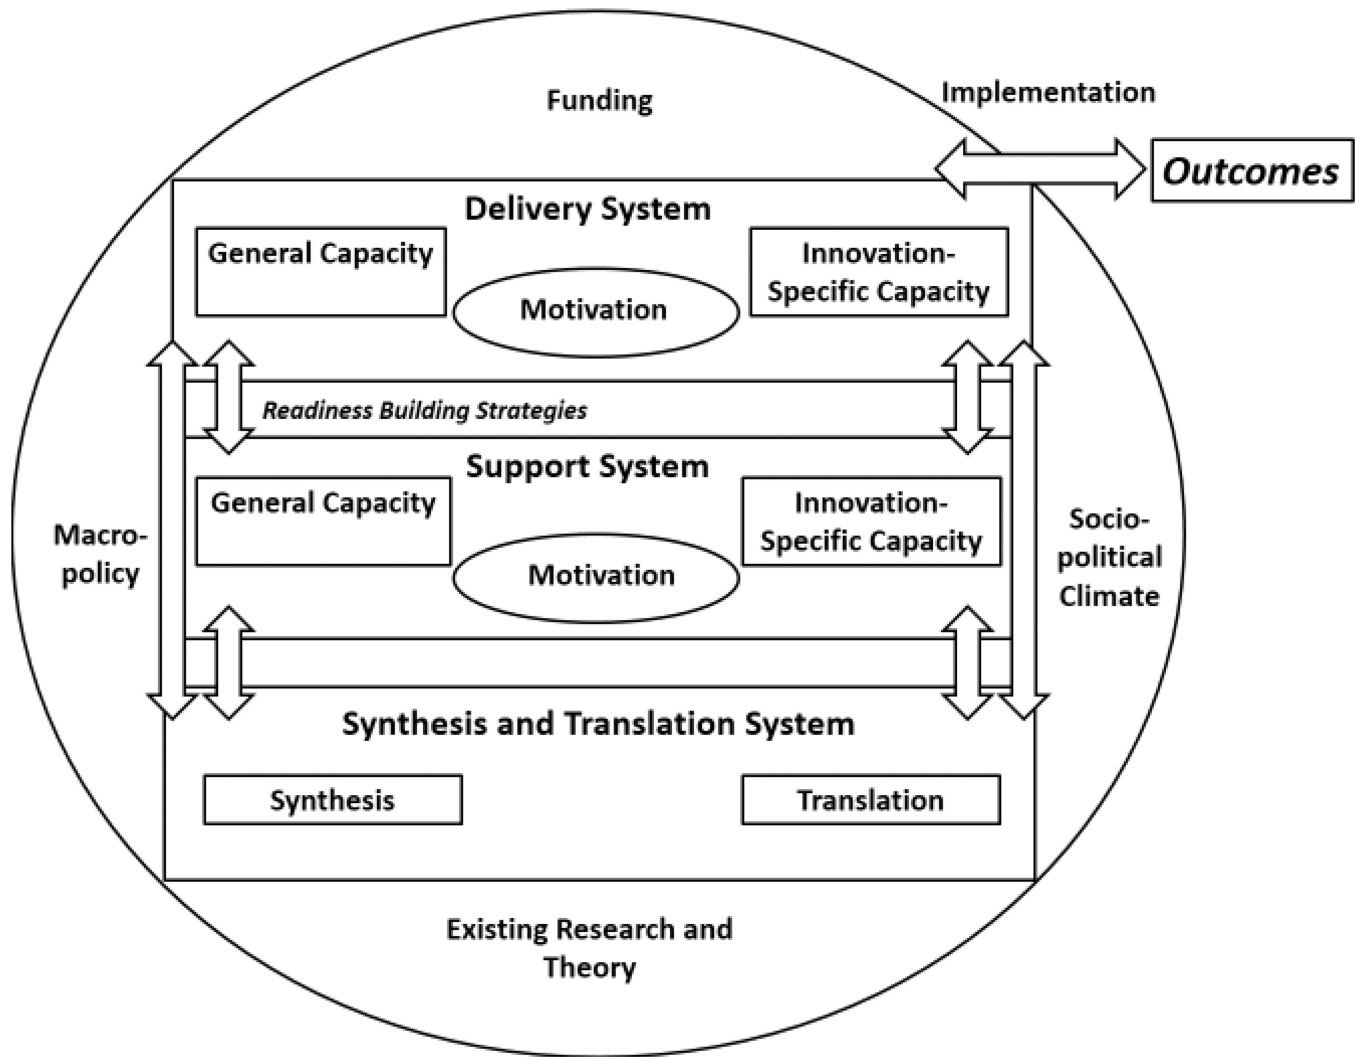 Funding
Implementation
Outcomes
Delivery System
General Capacity
Innovation-
Specific Capacity
Motivation
Readiness Building Strategies
Support System
General Capacity
Innovation-
Specific Capacity
Motivation
Macro-
policy
Socio-
political
Climate
Synthesis and Translation System
Synthesis
Translation
Existing Research and
Theory